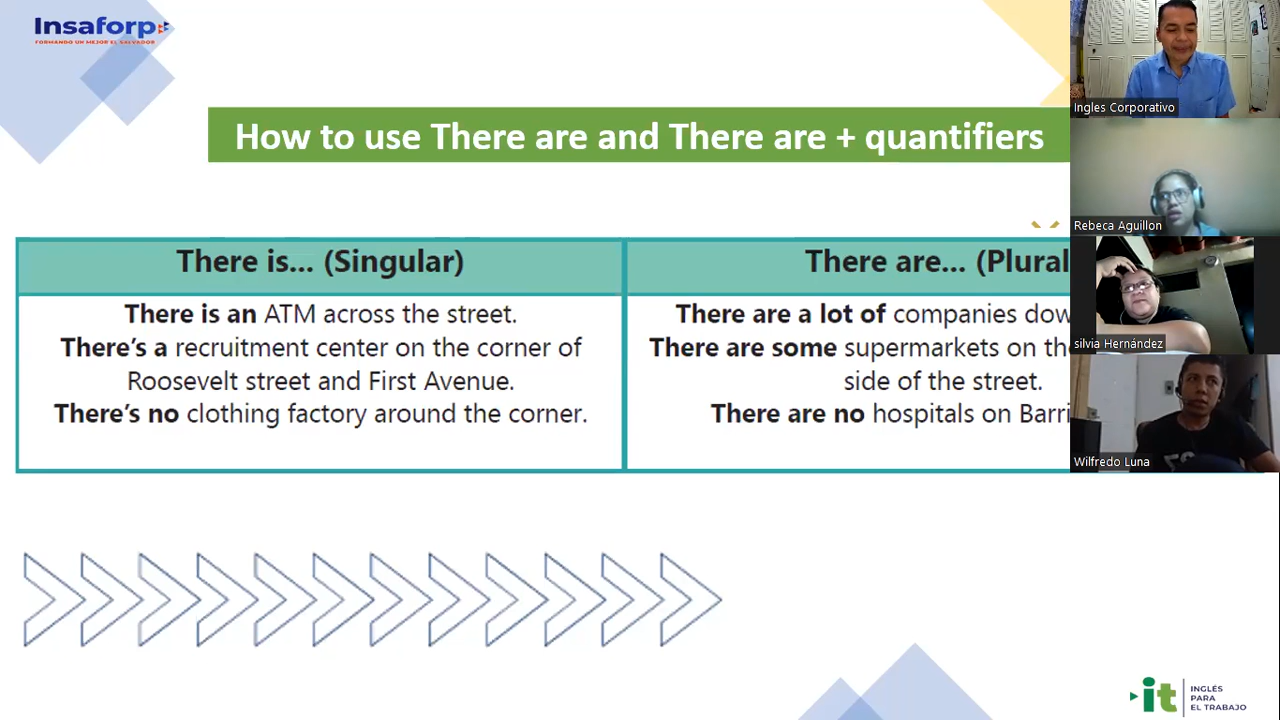 Insaforp
FORMANDO UN MEJOR EL SALVADOR
How to use There are and There are + quantifiers
There is... (Singular)
There are... (Plural
There is an ATM across the street.
There's a recruitment center on the corner of
Roosevelt street and First Avenue.
There's no clothing factory around the corner.
There are a lot of companies dow
There are some supermarkets on the
side of the street.
There are no hospitals on Barri
Ingles Corporativo
Rebeca Aguillon
silvia Hernández
Wilfredo Luna
it
INGLÉS
PARA
EL TRABAJO